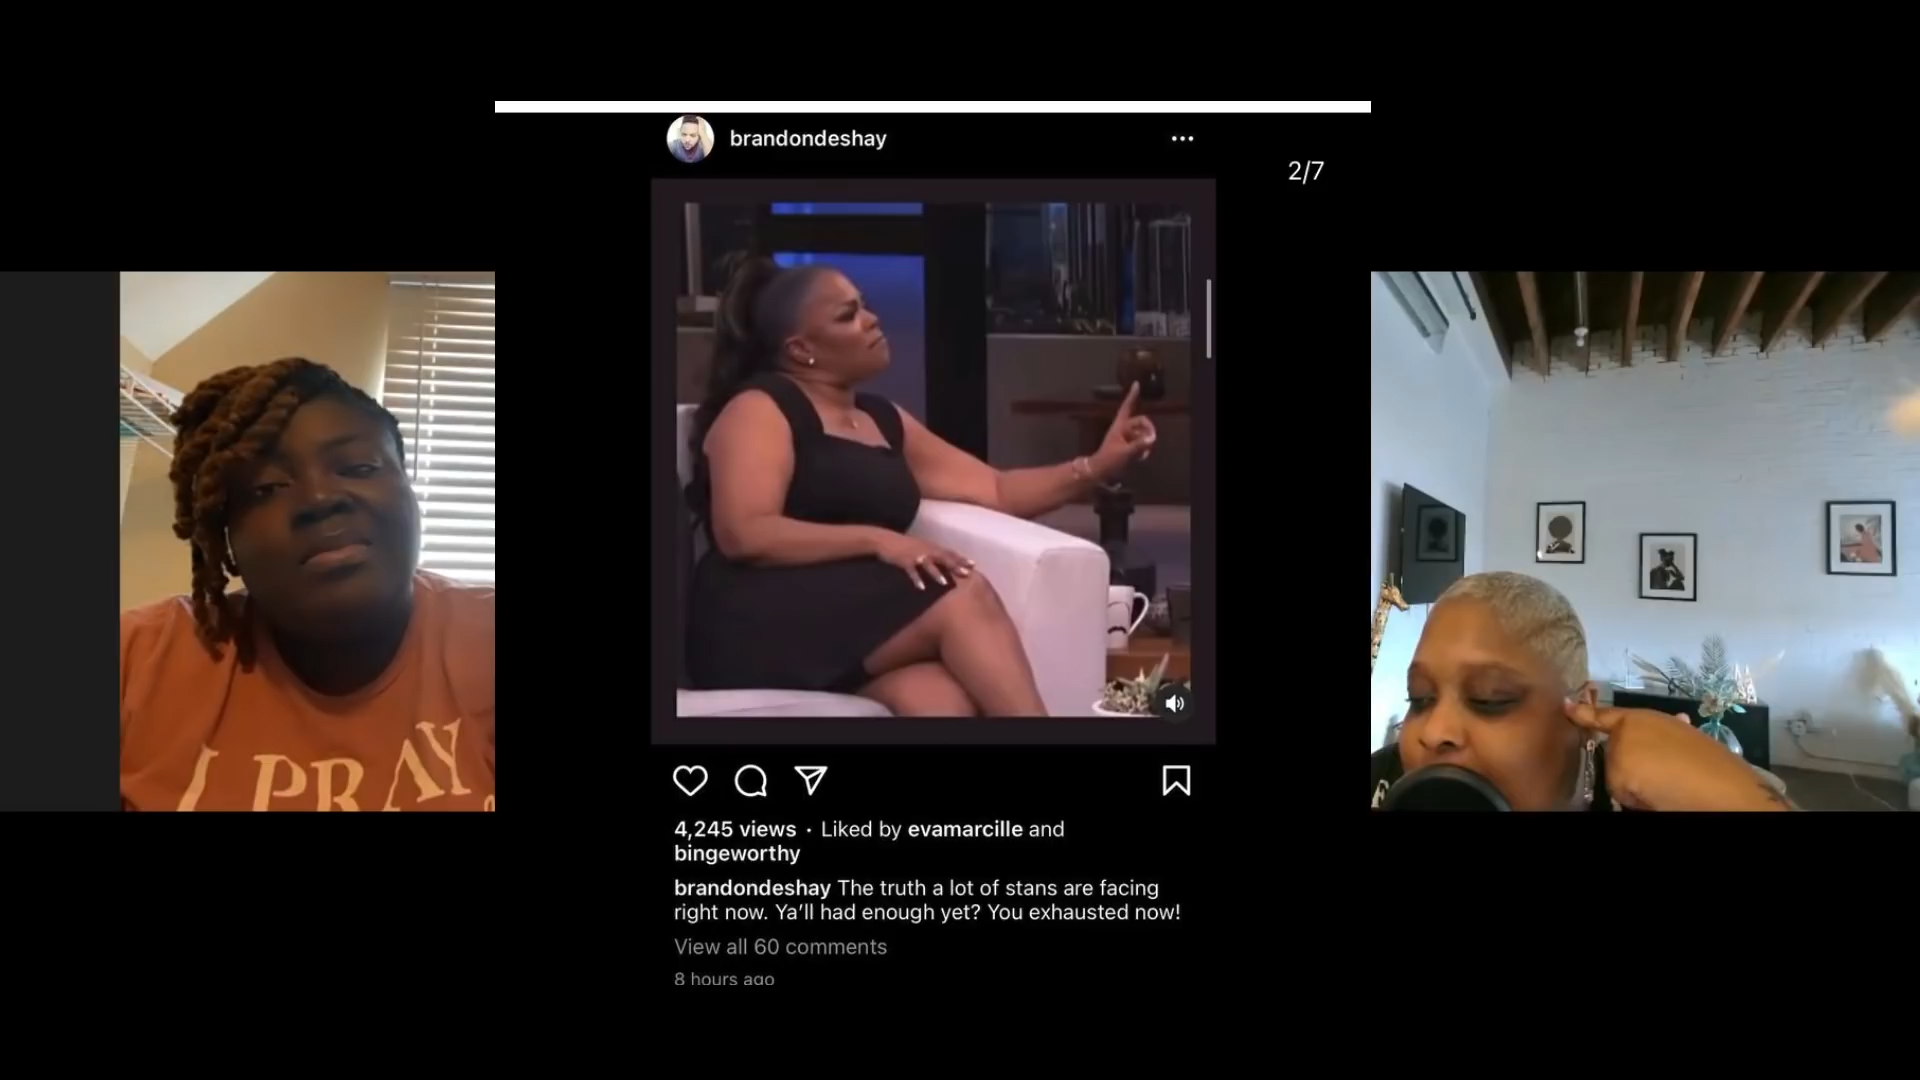 brandondeshay
2/7
I PRAY
4,245 views · Liked by evamarcille and
bingeworthy
brandondeshay The truth a lot of stans are facing
right now. Ya’ll had enough yet? You exhausted now!
View all 60 comments
8 hours ago